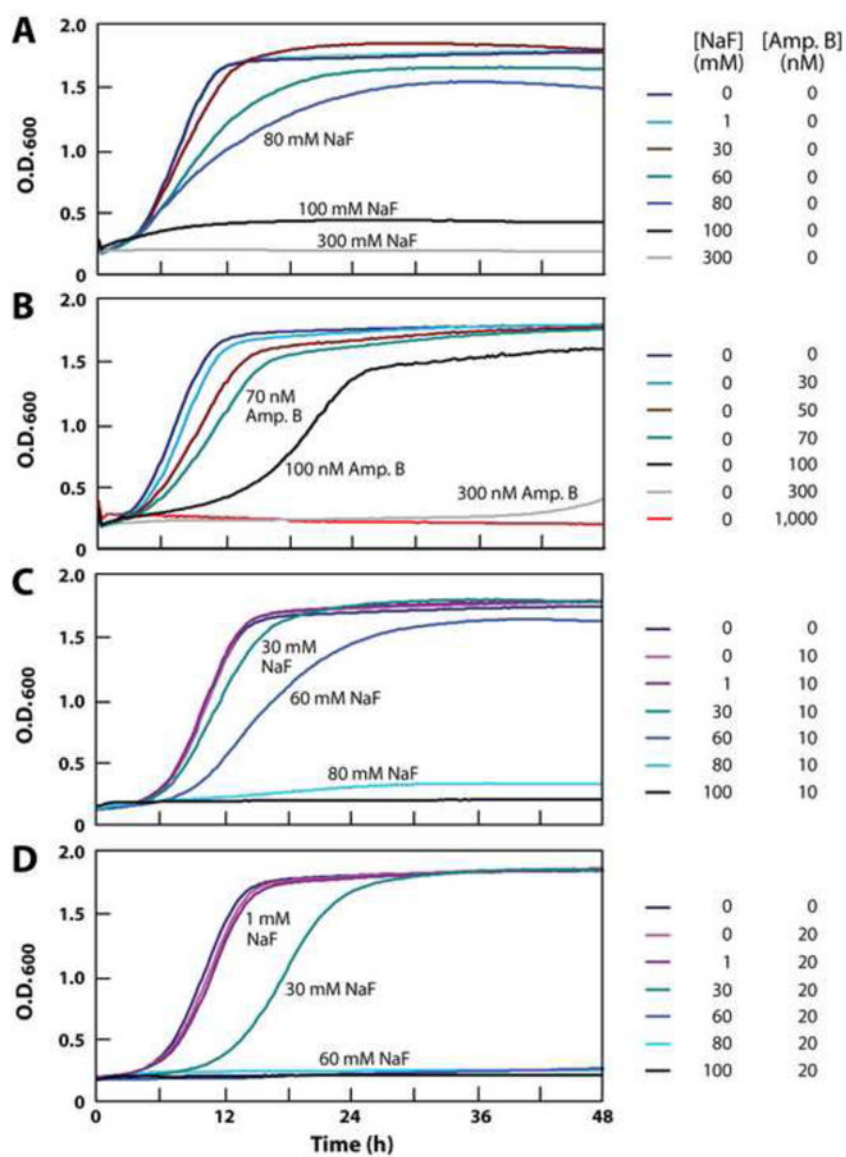 A
2.0
1.5
1.0
0.5
0
O.D.600
80 mM NaF
100 mM NaF
300 mM NaF
[NaF] [Amp. B]
(mM) (nM)
0 0
1 0
30 0
60 0
80 0
100 0
300 0
B
2.0
1.5
1.0
0.5
0
O.D.600
70 nM
Amp. B
100 nM Amp. B
300 nM Amp. B
0 0
0 30
0 50
0 70
0 100
0 300
0 1,000
C
2.0
1.5
1.0
0.5
0
O.D.600
30 mM
NaF
60 mM NaF
80 mM NaF
0 0
0 10
1 10
30 10
60 10
80 10
100 10
D
2.0
1.5
1.0
0.5
0
O.D.600
1 mM
NaF
30 mM NaF
60 mM NaF
0 0
0 20
1 20
30 20
60 20
80 20
100 20
0 12 24 36 48
Time (h)